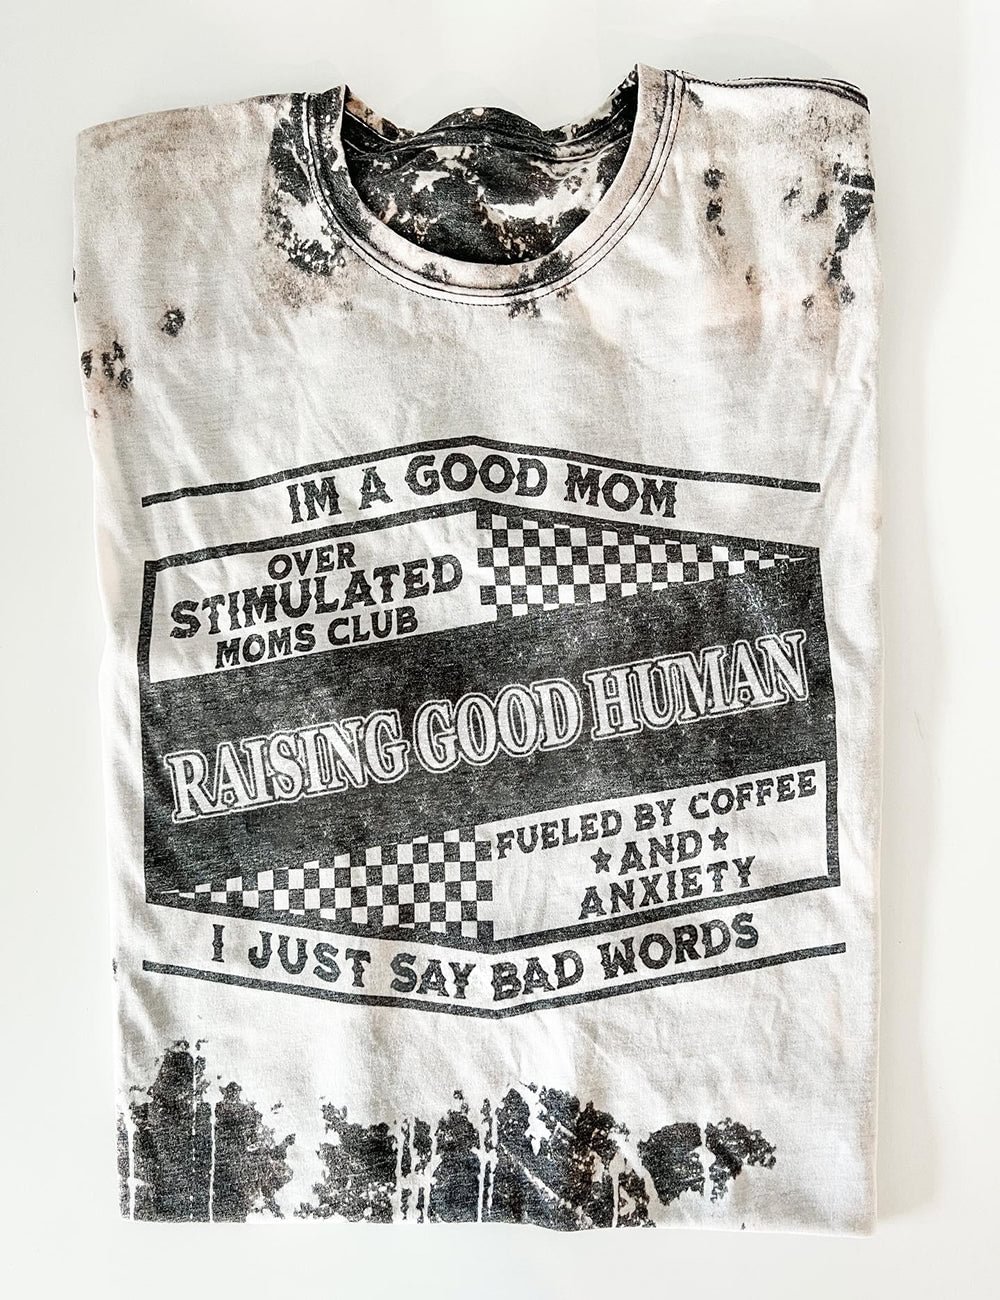 IM A GOOD MOM
OVER
STIMULATED
MOMS CLUB
RAISING GOOD HUMAN
FUELED BY COFFEE
★AND★
ANXIETY
I JUST SAY BAD WORDS